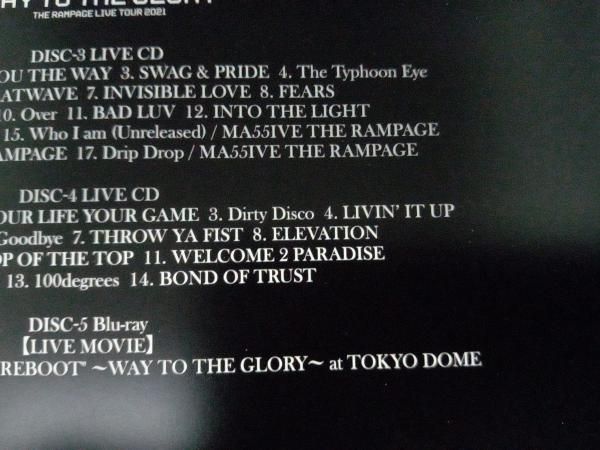 TO THE GLORY
THE RAMPAGE LIVE TOUR 2021
DISC-3 LIVE CD
YOU THE WAY 3. SWAG & PRIDE 4. The Typhoon Eye
7. INVISIBLE LOVE 8. FEARS
10. Over 11. BAD LUV 12. INTO THE LIGHT
15. Who I am (Unreleased) / MA55IVE THE RAMPAGE
17. Drip Drop / MA55IVE THE RAMPAGE
DISC-4 LIVE CD
OUR LIFE YOUR GAME 3. Dirty Disco 4. LIVIN' IT UP
Goodbye 7. THROW YA FIST 8. ELEVATION
OP OF THE TOP 11. WELCOME 2 PARADISE
13. 100degrees 14. BOND OF TRUST
DISC-5 Blu-ray
【LIVE MOVIE】
REBOOT" ~WAY TO THE GLORY~ at TOKYO DOME